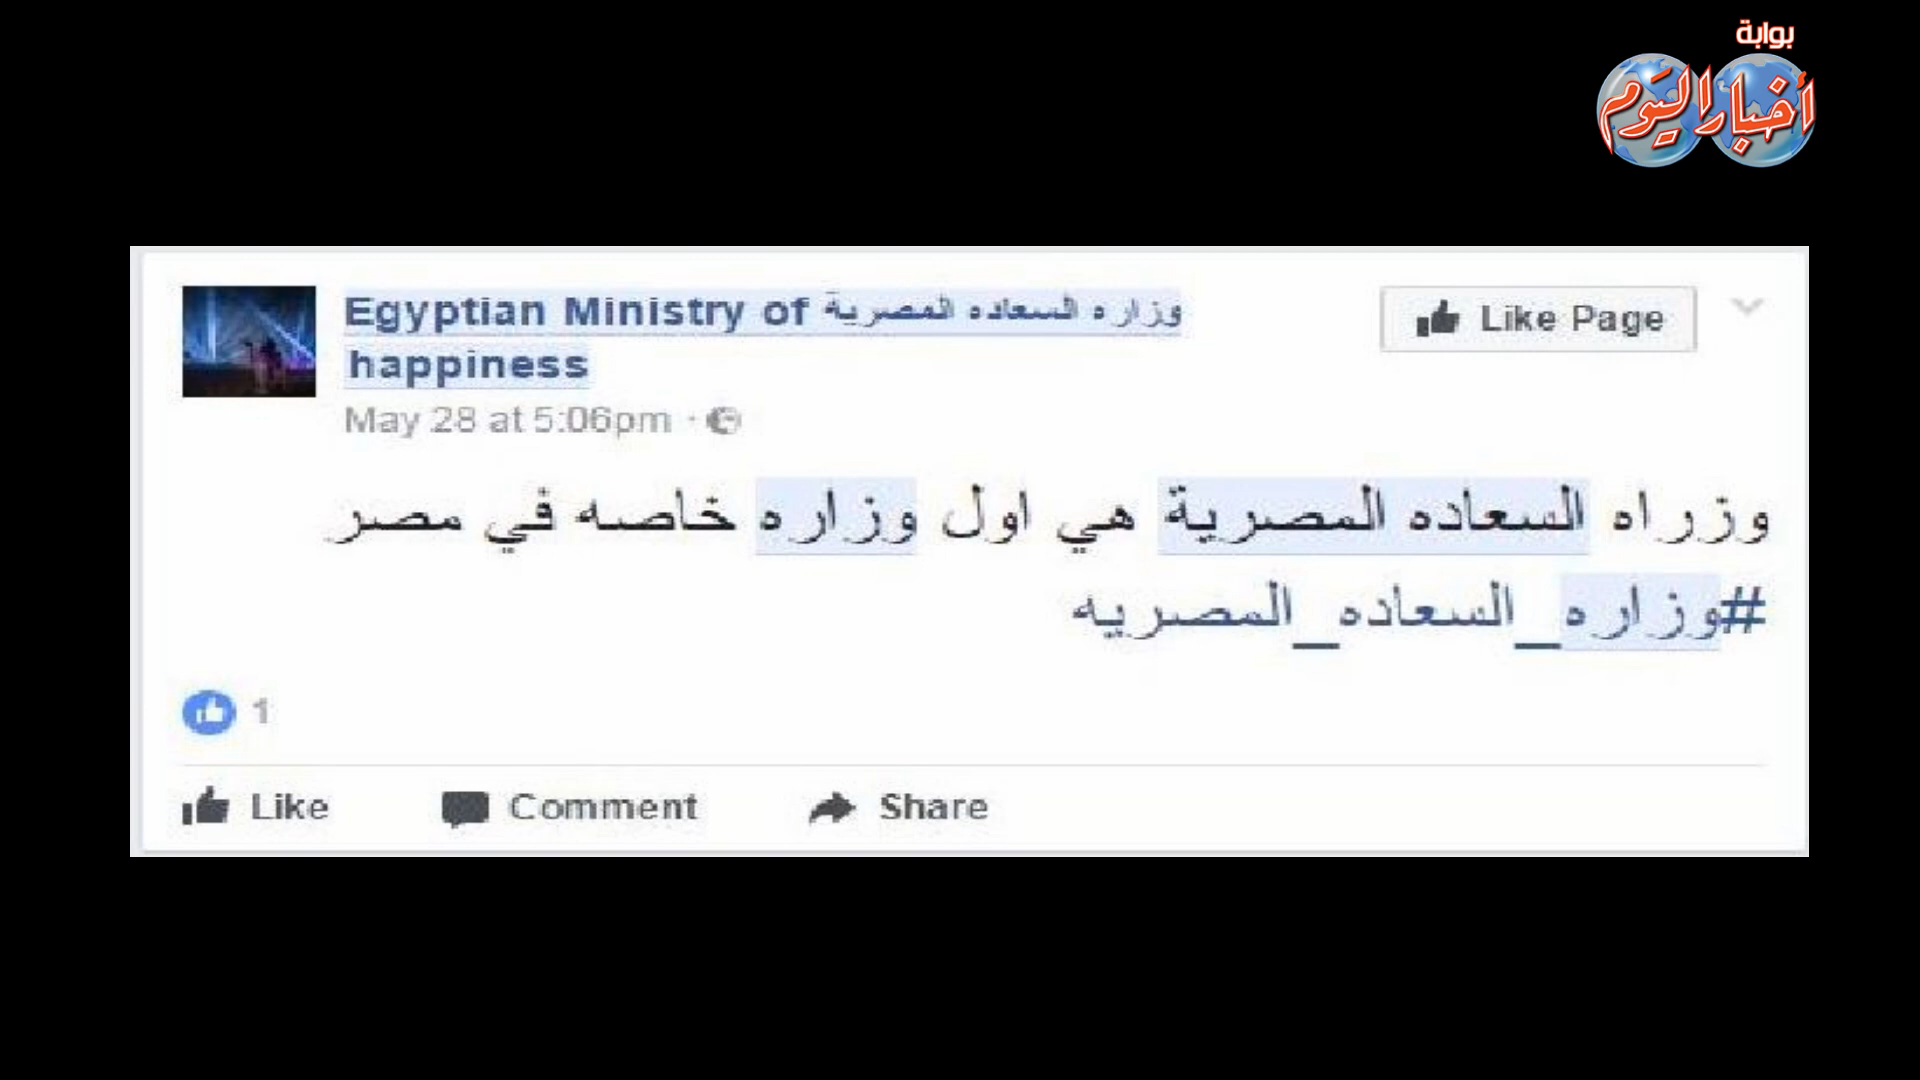 بوابة
أخبار اليوم
وزاره السعاده المصرية Egyptian Ministry of
happiness
Like Page
May 28 at 5:06pm ·
وزراه السعاده المصرية هي اول وزاره خاصه في مصر
#وزاره_السعاده_المصريه
1
Like Comment Share